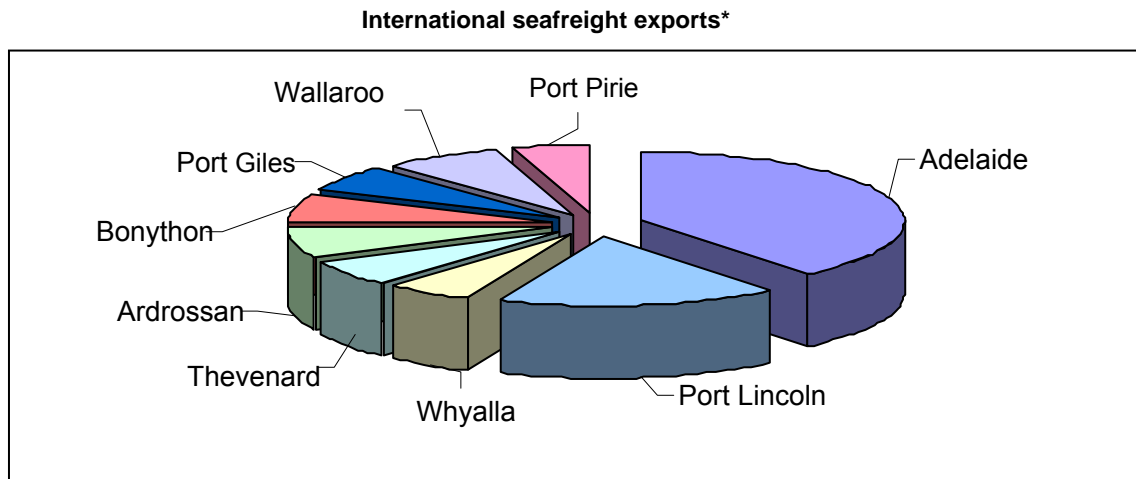 International seafreight exports*
Port Pirie
Wallaroo
Adelaide
Port Giles
Bonython
Ardrossan
Thevenard
Port Lincoln
Whyalla